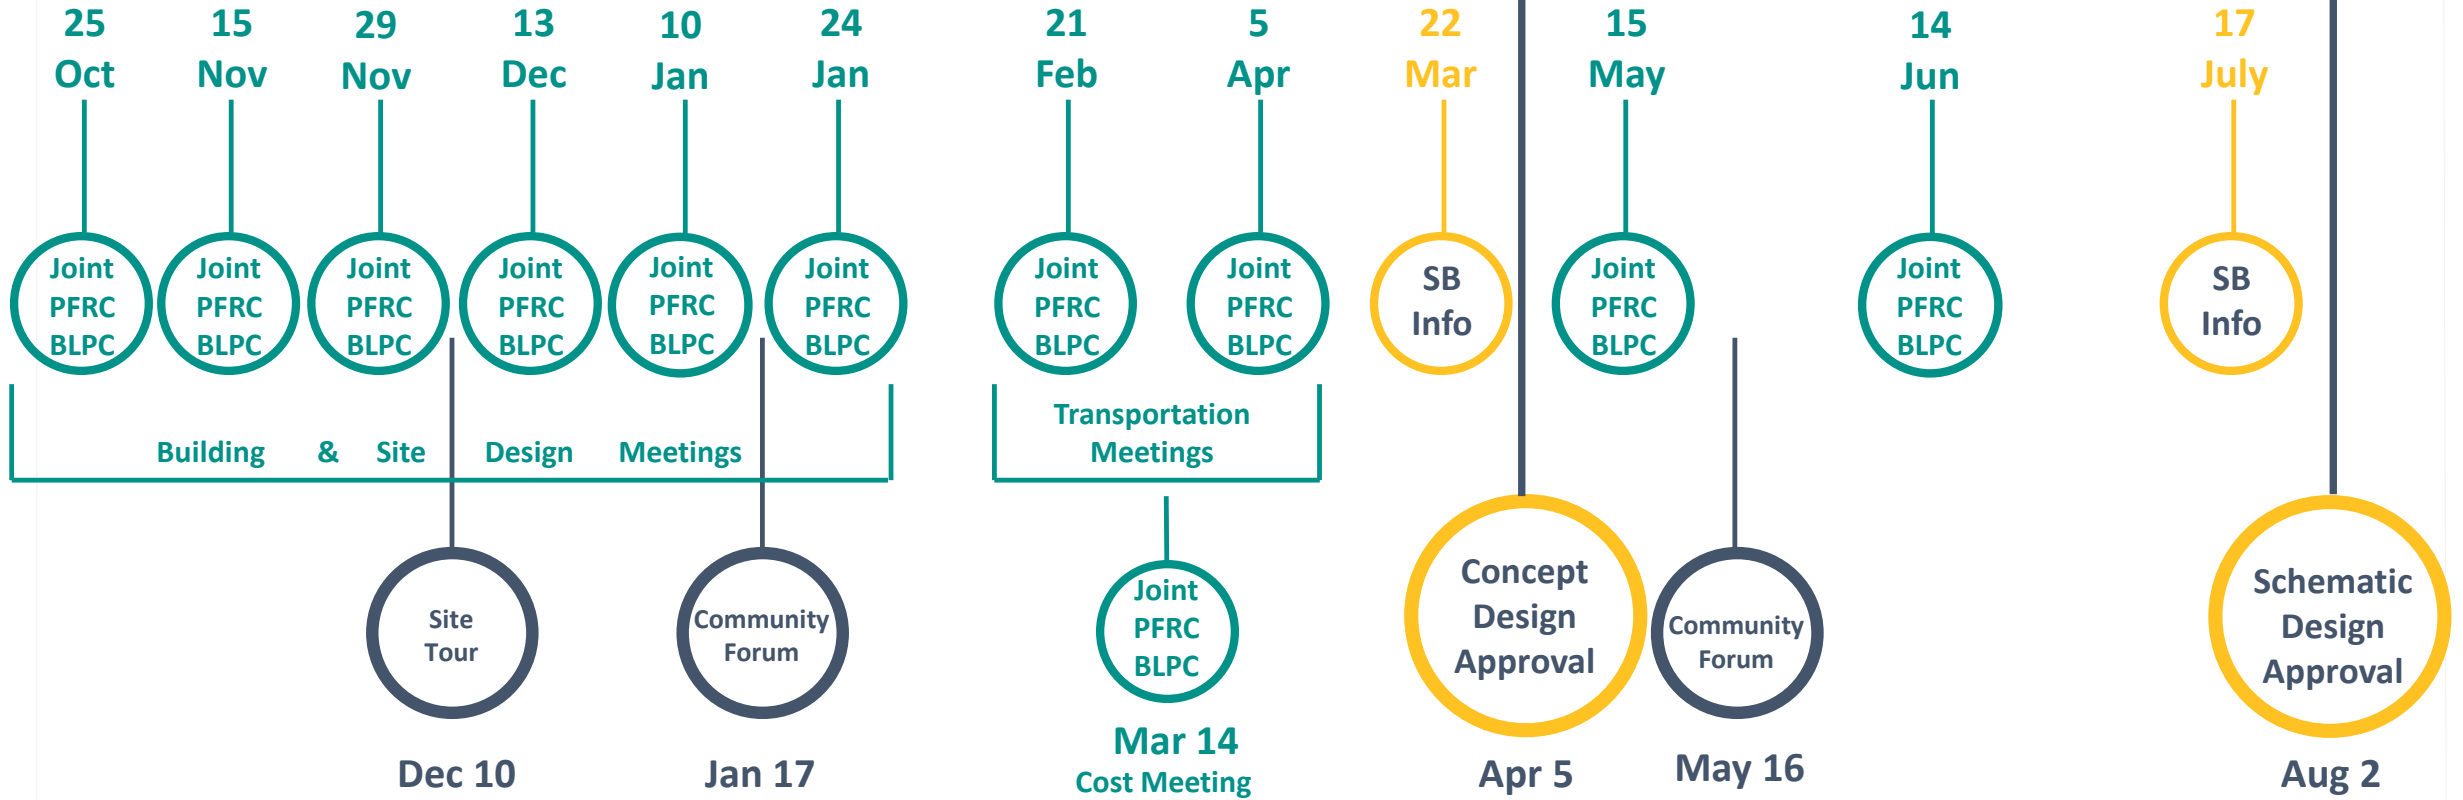 25
Oct
15
Nov
29
Nov
13
Dec
10
Jan
24
Jan
21
Feb
5
Apr
22
Mar
15
May
14
Jun
17
July
Joint
PFRC
BLPC
Joint
PFRC
BLPC
Joint
PFRC
BLPC
Joint
PFRC
BLPC
Joint
PFRC
BLPC
Joint
PFRC
BLPC
Joint
PFRC
BLPC
Joint
PFRC
BLPC
SB
Info
Joint
PFRC
BLPC
Joint
PFRC
BLPC
SB
Info
Building & Site Design Meetings
Transportation
Meetings
Site
Tour
Dec 10
Community
Forum
Jan 17
Joint
PFRC
BLPC
Mar 14
Cost Meeting
Concept
Design
Approval
Apr 5
Community
Forum
May 16
Schematic
Design
Approval
Aug 2